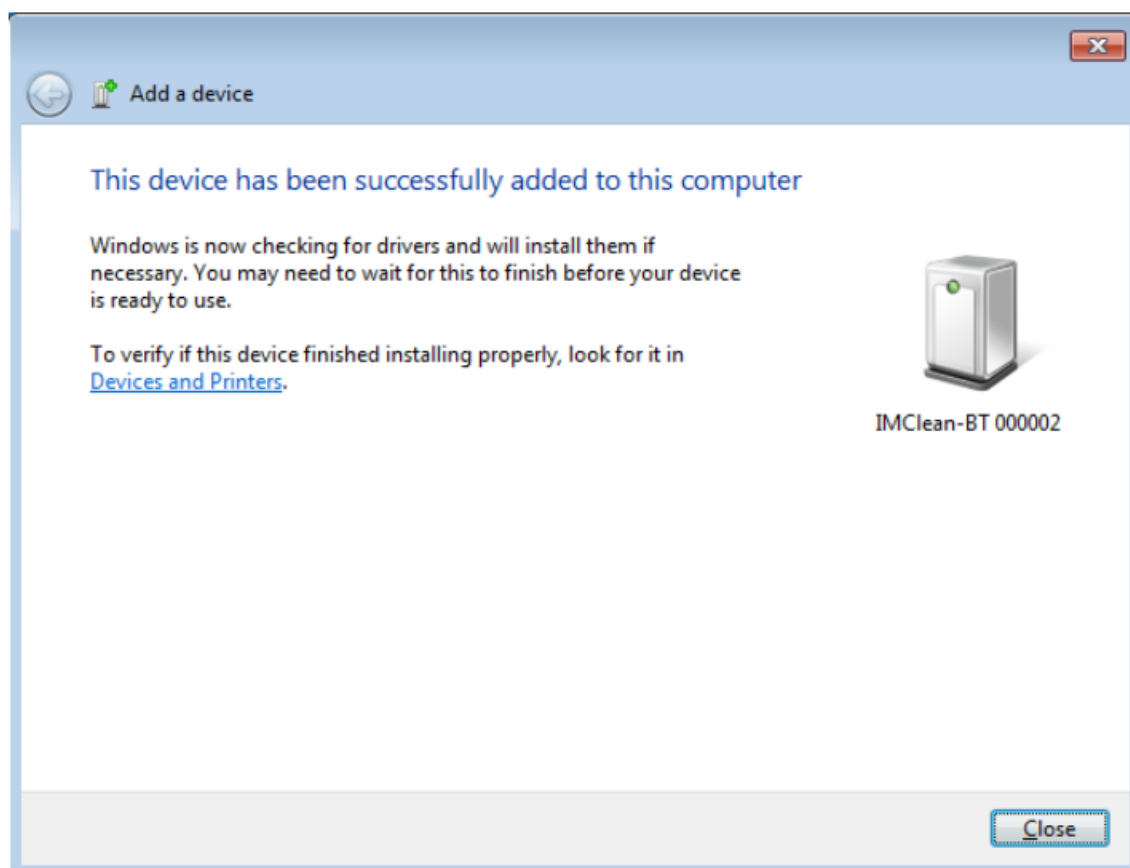 Add a device
This device has been successfully added to this computer
Windows is now checking for drivers and will install them if
necessary. You may need to wait for this to finish before your device
is ready to use.
To verify if this device finished installing properly, look for it in
Devices and Printers.
IMClean-BT 000002
Close